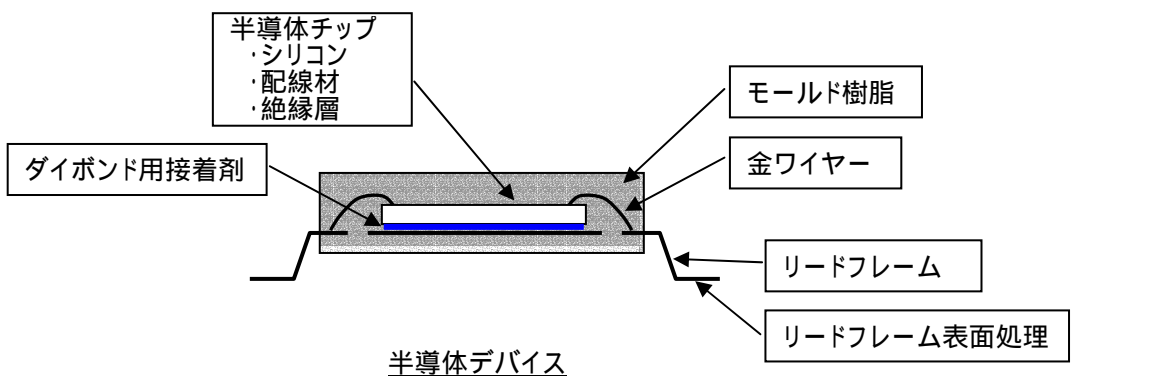 半導体チップ
・シリコン
・配線材
・絶縁層
モールド樹脂
金ワイヤー
ダイボンド用接着剤
リードフレーム
リードフレーム表面処理
半導体デバイス